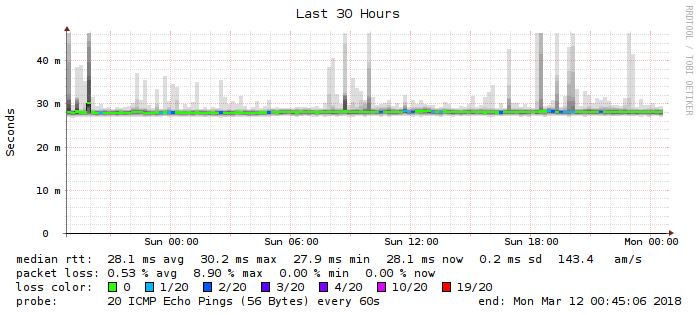 Last 30 Hours
RRDTOOL / TOBI OETIKER
Seconds
40 m
30 m
20 m
10 m
0
Sun 00:00 Sun 06:00 Sun 12:00 Sun 18:00 Mon 00:00
median rtt: 28.1 ms avg 30.2 ms max 27.9 ms min 28.1 ms now 0.2 ms sd 143.4 am/s
packet loss: 0.53 % avg 8.90 % max 0.00 % min 0.00 % now
loss color: 0 1/20 2/20 3/20 4/20 10/20 19/20
probe: 20 ICMP Echo Pings (56 Bytes) every 60s end: Mon Mar 12 00:45:06 2018